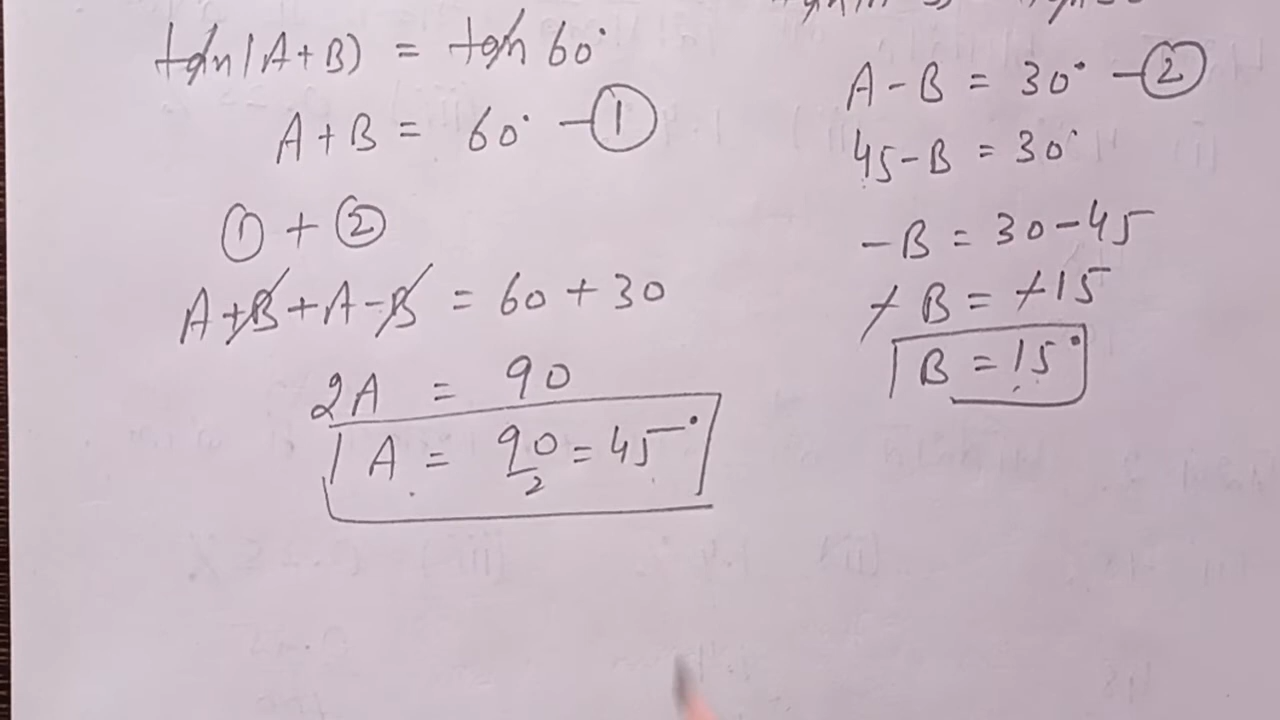 tan(A+B) = tan 60°
A+B = 60° — ①
① + ②
A+B+A-B = 60+30
2A = 90
A = 90/2 = 45°
A-B = 30° — ②
45-B = 30°
-B = 30-45
+ B = +15
B = 15°